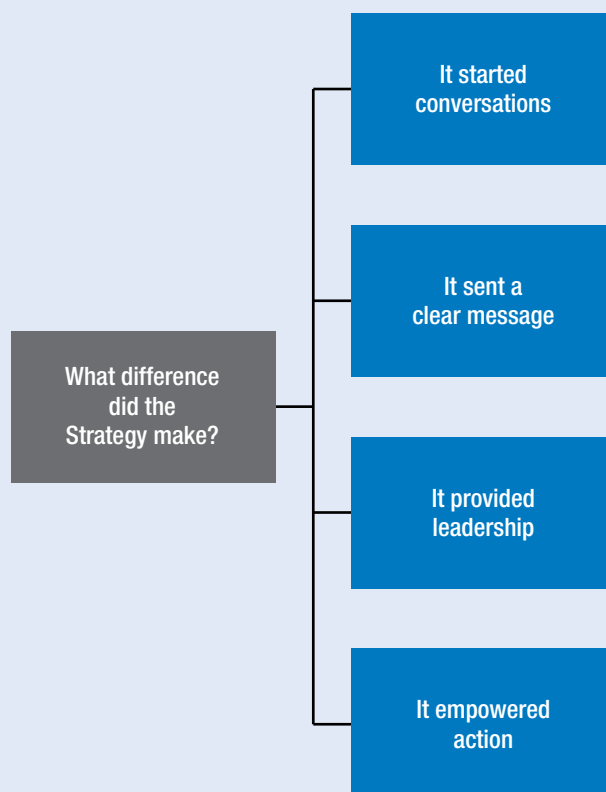 It started
conversations
It sent a
clear message
What difference
did the
Strategy make?
It provided
leadership
It empowered
action